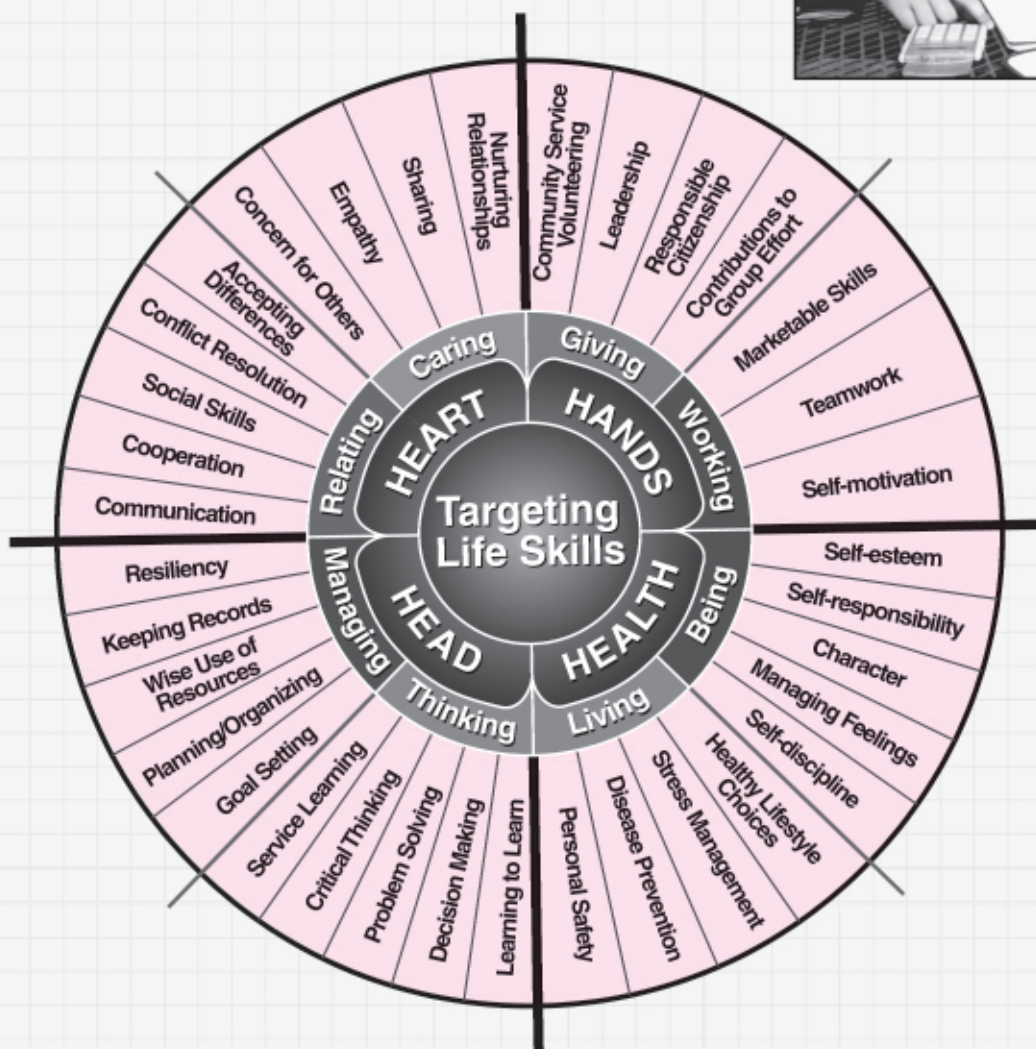 Targeting
Life Skills
HEART
HANDS
HEALTH
HEAD
Caring
Giving
Working
Being
Living
Thinking
Managing
Relating
Nurturing
Relationships
Sharing
Empathy
Concern for Others
Accepting
Differences
Conflict Resolution
Social Skills
Cooperation
Communication
Community Service
Volunteering
Leadership
Responsible
Citizenship
Contributions to
Group Effort
Marketable Skills
Teamwork
Self-motivation
Self-esteem
Self-responsibility
Character
Managing Feelings
Self-discipline
Healthy Lifestyle
Choices
Stress Management
Disease Prevention
Personal Safety
Learning to Learn
Decision Making
Problem Solving
Critical Thinking
Service Learning
Goal Setting
Planning/Organizing
Wise Use of
Resources
Keeping Records
Resiliency